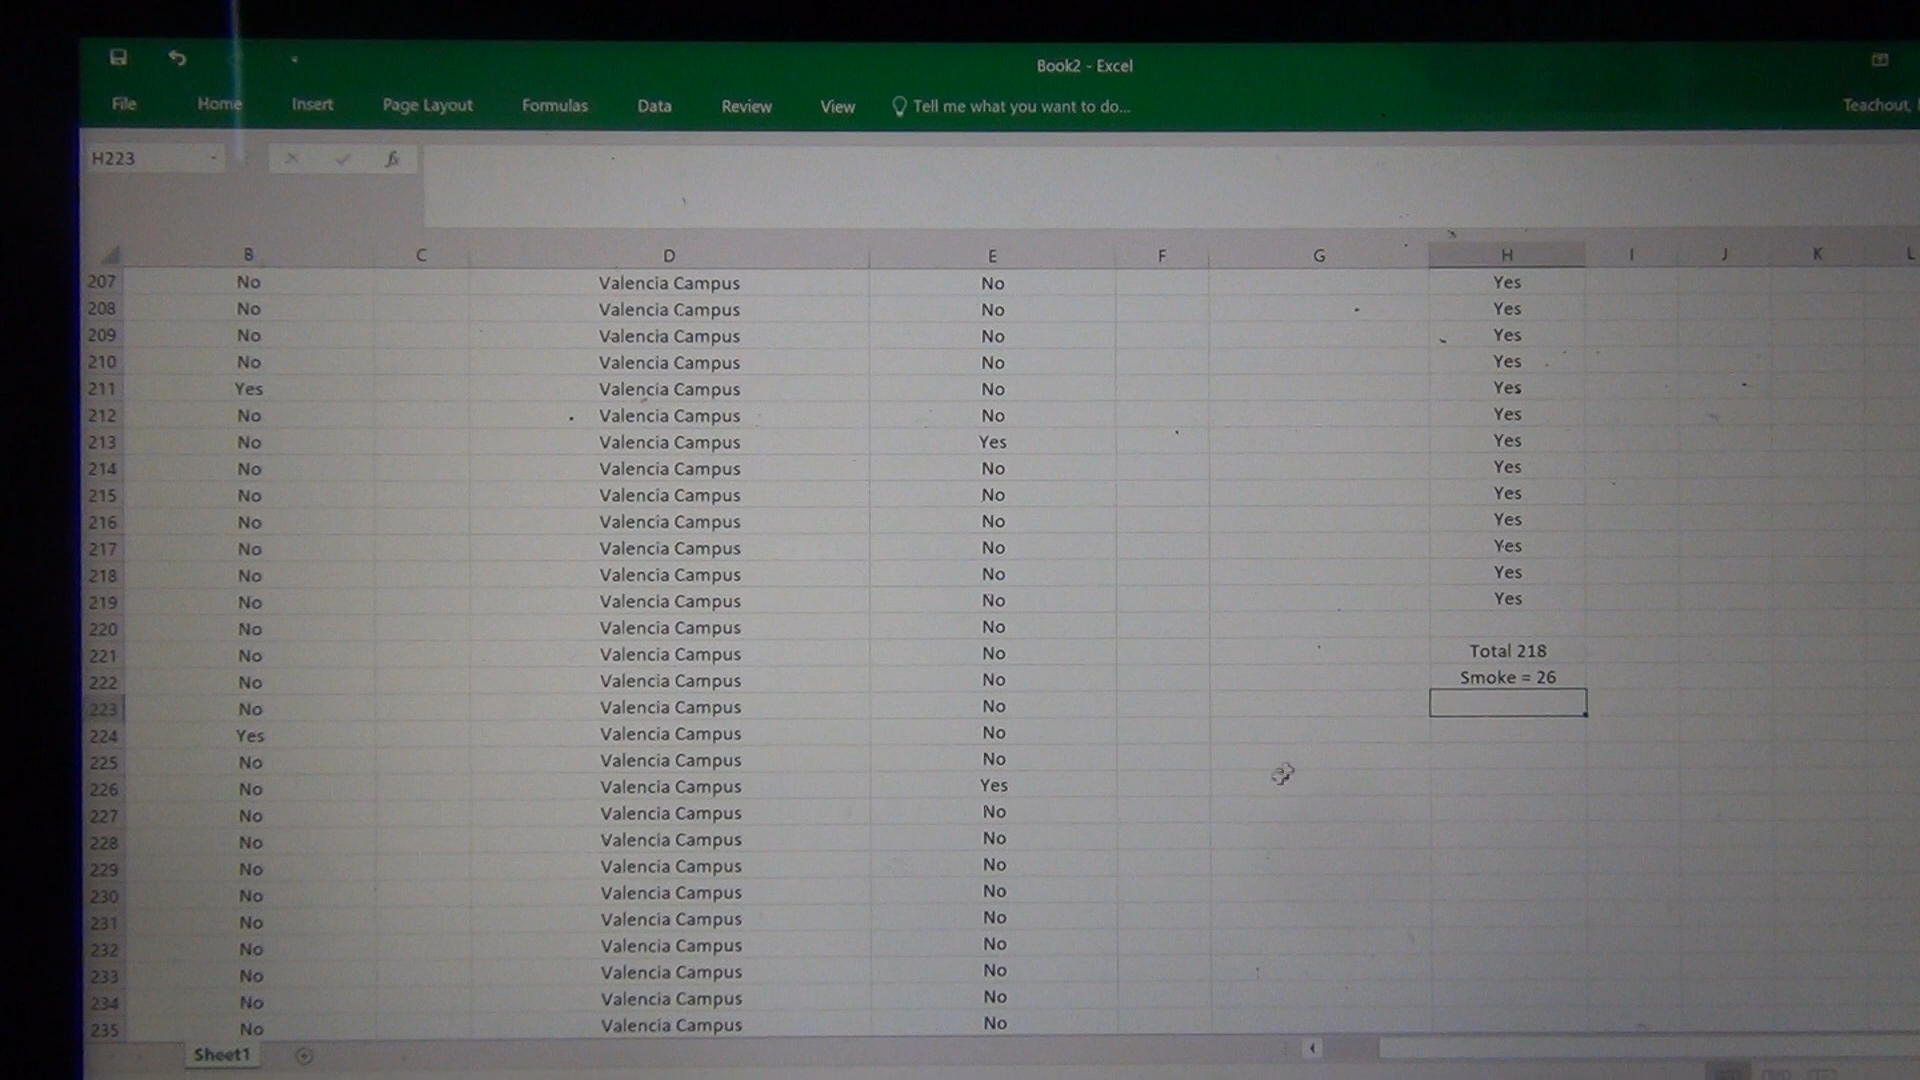 Book2 - Excel
File Home Insert Page Layout Formulas Data Review View Tell me what you want to do... Teachout,
H223 fx
B C D E F G H I J K L
207 No Valencia Campus No Yes
208 No Valencia Campus No Yes
209 No Valencia Campus No Yes
210 No Valencia Campus No Yes
211 Yes Valencia Campus No Yes
212 No Valencia Campus No Yes
213 No Valencia Campus Yes Yes
214 No Valencia Campus No Yes
215 No Valencia Campus No Yes
216 No Valencia Campus No Yes
217 No Valencia Campus No Yes
218 No Valencia Campus No Yes
219 No Valencia Campus No Yes
220 No Valencia Campus No
221 No Valencia Campus No Total 218
222 No Valencia Campus No Smoke = 26
223 No Valencia Campus No
224 Yes Valencia Campus No
225 No Valencia Campus No
226 No Valencia Campus Yes
227 No Valencia Campus No
228 No Valencia Campus No
229 No Valencia Campus No
230 No Valencia Campus No
231 No Valencia Campus No
232 No Valencia Campus No
233 No Valencia Campus No
234 No Valencia Campus No
235 No Valencia Campus No
Sheet1